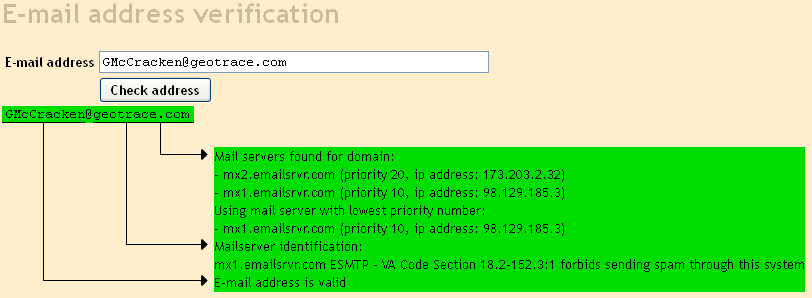 E-mail address verification
E-mail address GMcCracken@geotrace.com
Check address
GMcCracken@geotrace.com
Mail servers found for domain:
- mx2.emailsrvr.com (priority 20, ip address: 173.203.2.32)
- mx1.emailsrvr.com (priority 10, ip address: 98.129.185.3)
Using mail server with lowest priority number:
- mx1.emailsrvr.com (priority 10, ip address: 98.129.185.3)
Mailserver identification:
mx1.emailsrvr.com ESMTP - VA Code Section 18.2-152.3:1 forbids sending spam through this system
E-mail address is valid